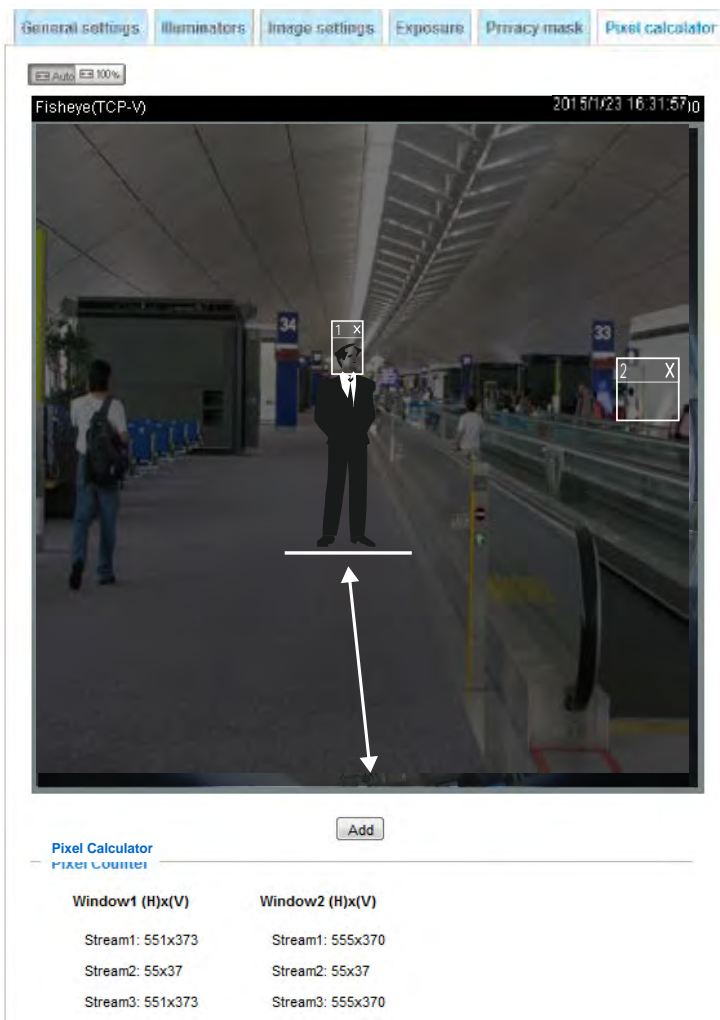 General settings Illuminators Image settings Exposure Privacy mask Pixel calculator
Auto 100%
Fisheye(TCP-V) 2015/1/23 16:31:57
34
33
1 X
2 X
Add
Pixel Calculator
Pixel Counter
Window1 (H)x(V) Window2 (H)x(V)
Stream1: 551x373 Stream1: 555x370
Stream2: 55x37 Stream2: 55x37
Stream3: 551x373 Stream3: 555x370